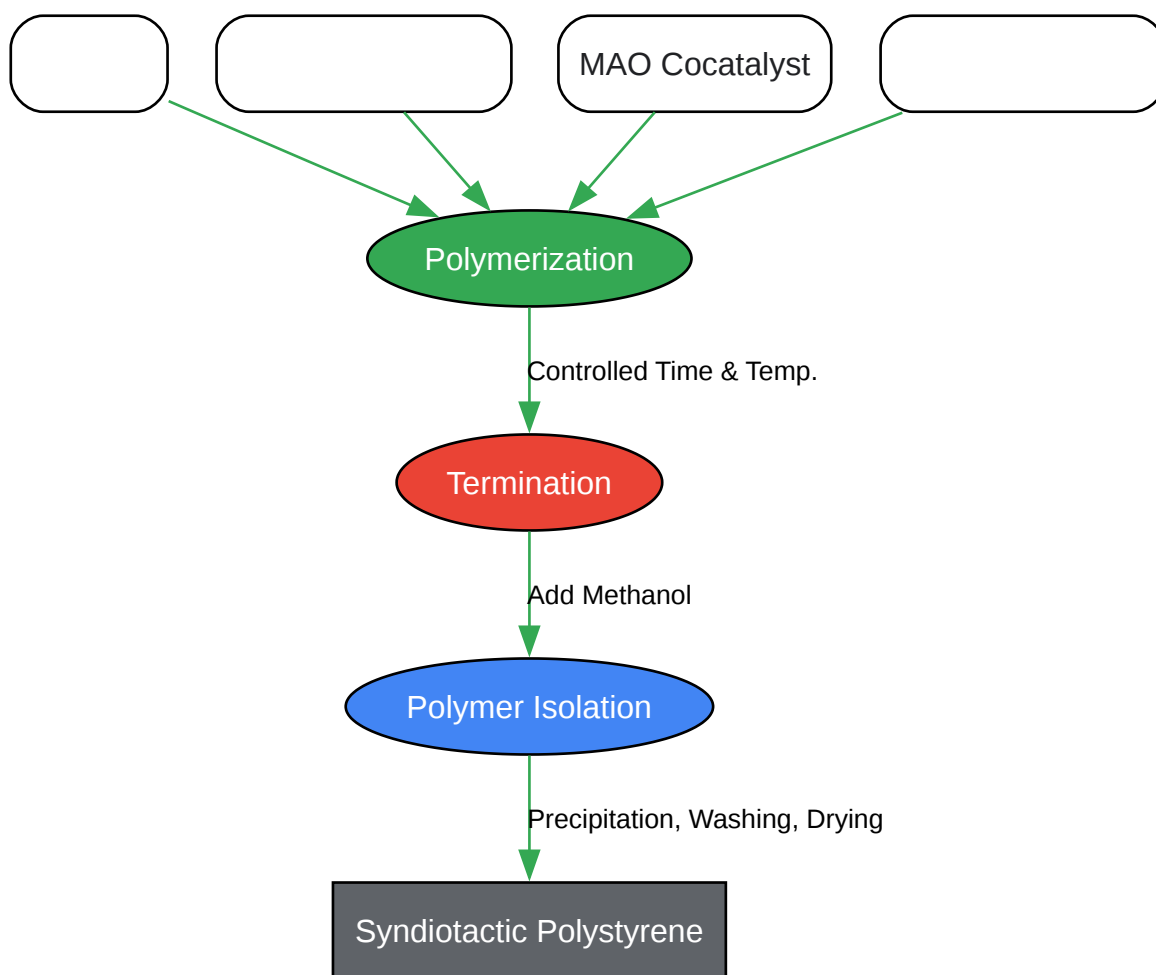 MAO Cocatalyst
Polymerization
Controlled Time & Temp.
Termination
Add Methanol
Polymer Isolation
Precipitation, Washing, Drying
Syndiotactic Polystyrene